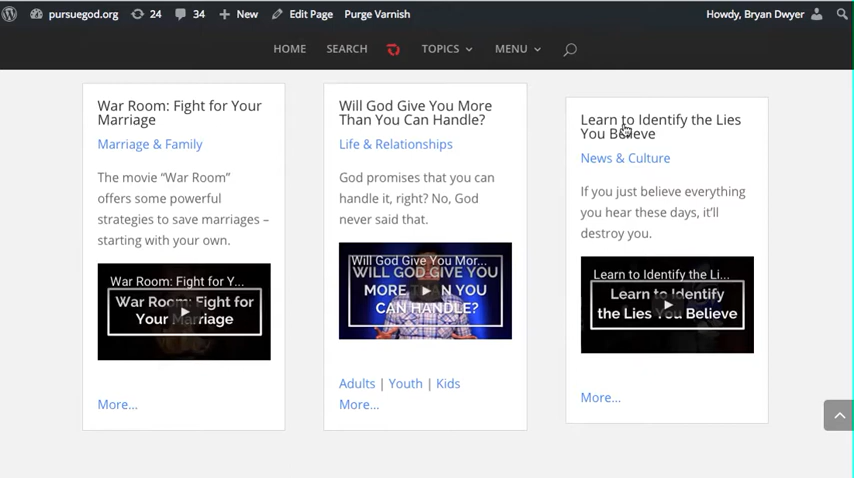 pursuegod.org 24 34 + New Edit Page Purge Varnish Howdy, Bryan Dwyer
HOME SEARCH TOPICS MENU
War Room: Fight for Your
Marriage
Marriage & Family
The movie “War Room”
offers some powerful
strategies to save marriages –
starting with your own.
War Room: Fight for Y...
War Room: Fight for
Your Marriage
More...
Will God Give You More
Than You Can Handle?
Life & Relationships
God promises that you can
handle it, right? No, God
never said that.
Will God Give You Mor...
WILL GOD GIVE YOU
MORE THAN YOU
CAN HANDLE?
Adults | Youth | Kids
More...
Learn to Identify the Lies
You Believe
News & Culture
If you just believe everything
you hear these days, it’ll
destroy you.
Learn to Identify the Li...
Learn to Identify
the Lies You Believe
More...